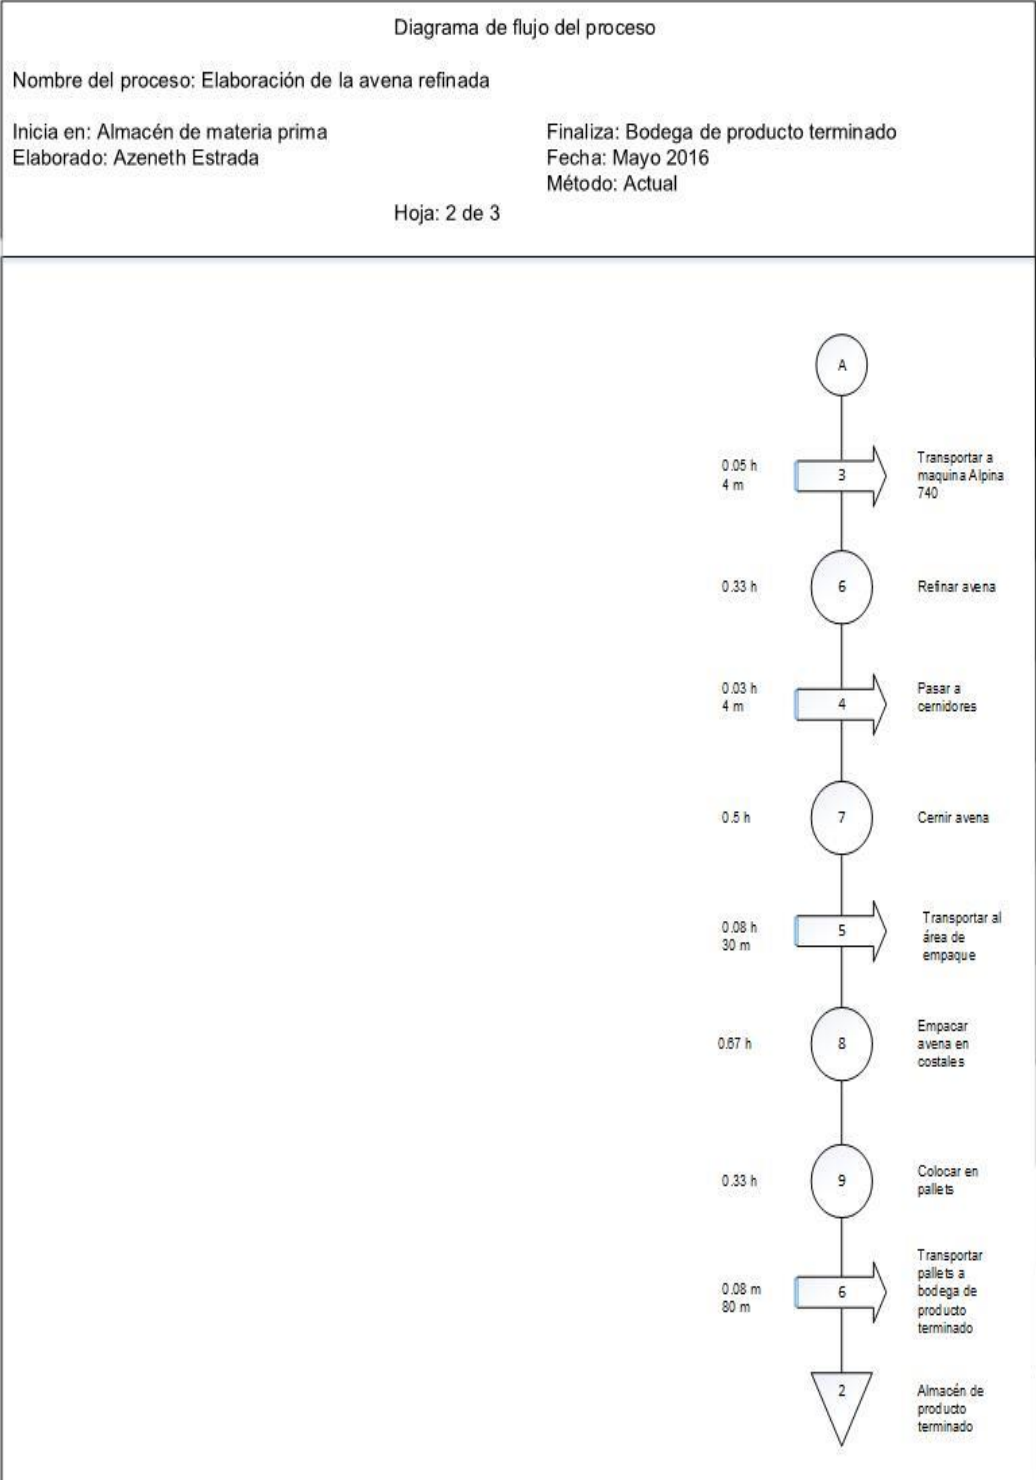 Diagrama de flujo del proceso
Nombre del proceso: Elaboración de la avena refinada
Inicia en: Almacén de materia prima
Elaborado: Azeneth Estrada
Finaliza: Bodega de producto terminado
Fecha: Mayo 2016
Método: Actual
Hoja: 2 de 3
A
0.05 h
4 m
3
Transportar a
maquina Alpina
740
0.33 h
6
Refinar avena
0.03 h
4 m
4
Pasar a
cernidores
0.5 h
7
Cernir avena
0.08 h
30 m
5
Transportar al
área de
empaque
0.67 h
8
Empacar
avena en
costales
0.33 h
9
Colocar en
pallets
0.08 m
80 m
6
Transportar
pallets a
bodega de
producto
terminado
2
Almacén de
producto
terminado